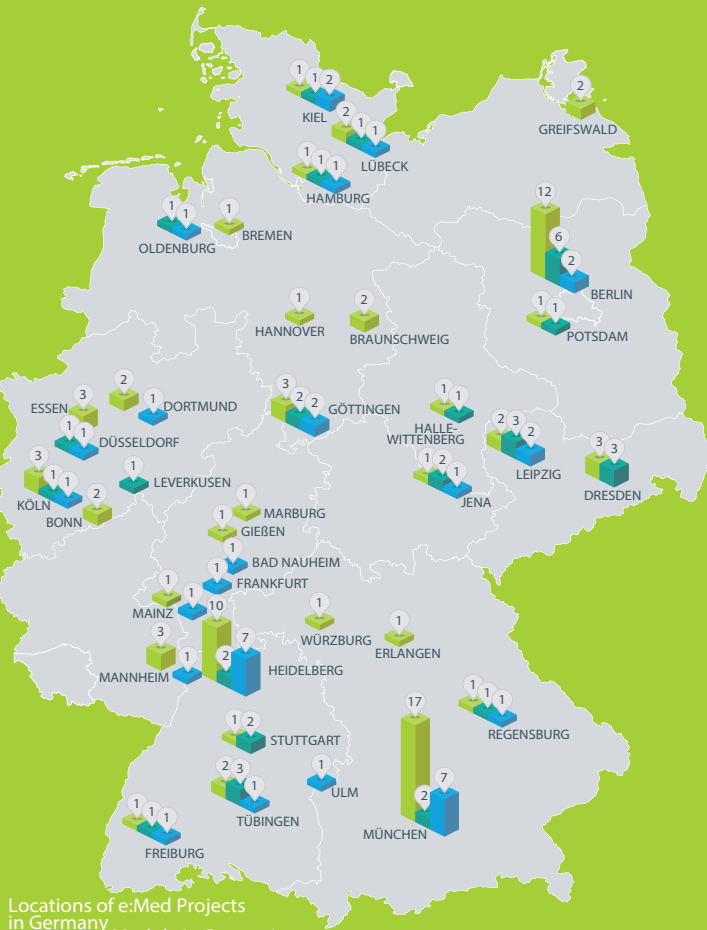 1 1 2
KIEL
2
GREIFSWALD
2 1 1
LÜBECK
1 1 1
HAMBURG
1 1
OLDENBURG
1
BREMEN
12 6 2
BERLIN
1
HANNOVER
2
BRAUNSCHWEIG
1 1
POTSDAM
3
ESSEN
2 1
DORTMUND
3 2 2
GÖTTINGEN
1 1
HALLE-
WITTENBERG
1 1
DÜSSELDORF
2 3 2
LEIPZIG
3 3
DRESDEN
3 1 1
KÖLN
1
LEVERKUSEN
2
BONN
1 2 1
JENA
1
MARBURG
1
GIEßEN
1
BAD NAUHEIM
1
FRANKFURT
1 1
MAINZ
10 2 7
HEIDELBERG
1
WÜRZBURG
1
ERLANGEN
3 1
MANNHEIM
1 1 1
REGENSBURG
1 2
STUTTGART
17 2 7
MÜNCHEN
2 3 1
TÜBINGEN
1
ULM
1 1 1
FREIBURG
Locations of e:Med Projects
in Germany